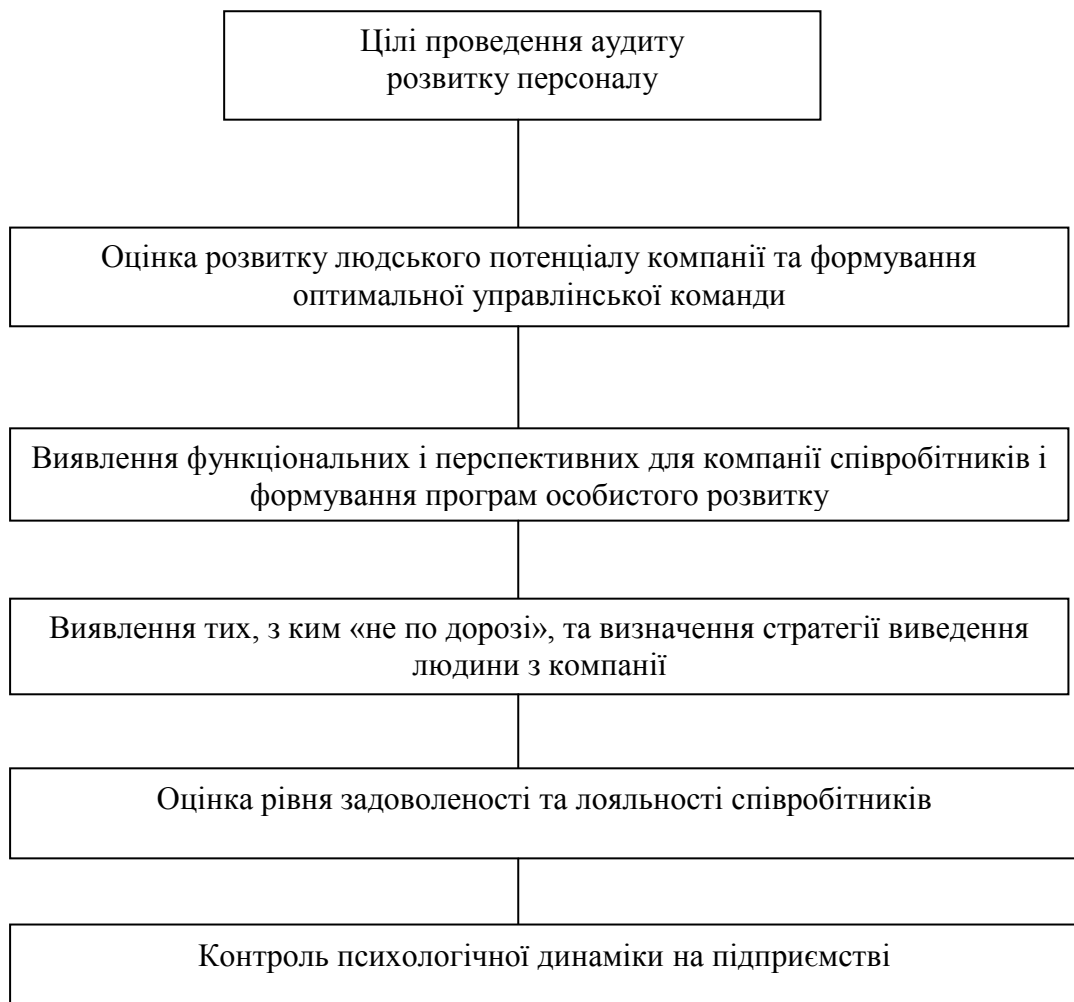 Цілі проведення аудиту
розвитку персоналу
Оцінка розвитку людського потенціалу компанії та формування
оптимальної управлінської команди
Виявлення функціональних і перспективних для компанії співробітників і
формування програм особистого розвитку
Виявлення тих, з ким «не по дорозі», та визначення стратегії виведення
людини з компанії
Оцінка рівня задоволеності та лояльності співробітників
Контроль психологічної динаміки на підприємстві